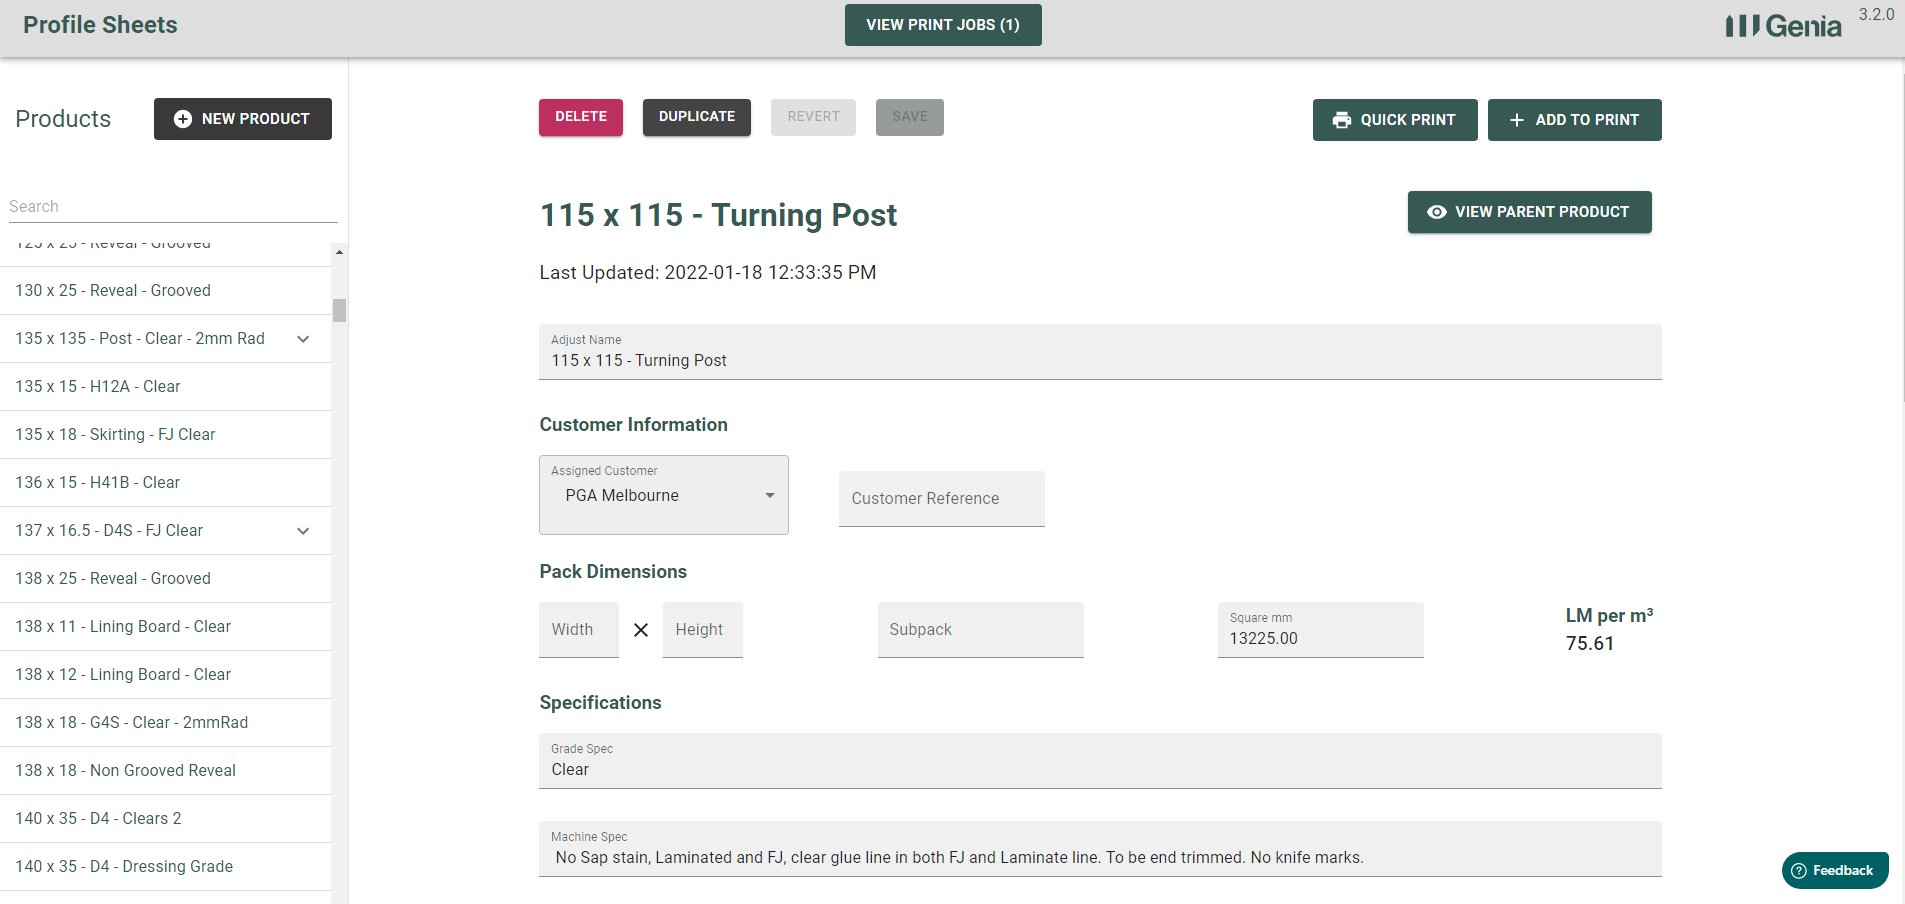 Profile Sheets
VIEW PRINT JOBS (1)
Genia
3.2.0
Products
NEW PRODUCT
Search
125 x 25 - Reveal - Grooved
130 x 25 - Reveal - Grooved
135 x 135 - Post - Clear - 2mm Rad
135 x 15 - H12A - Clear
135 x 18 - Skirting - FJ Clear
136 x 15 - H41B - Clear
137 x 16.5 - D4S - FJ Clear
138 x 25 - Reveal - Grooved
138 x 11 - Lining Board - Clear
138 x 12 - Lining Board - Clear
138 x 18 - G4S - Clear - 2mmRad
138 x 18 - Non Grooved Reveal
140 x 35 - D4 - Clears 2
140 x 35 - D4 - Dressing Grade
DELETE
DUPLICATE
REVERT
SAVE
QUICK PRINT
ADD TO PRINT
115 x 115 - Turning Post
VIEW PARENT PRODUCT
Last Updated: 2022-01-18 12:33:35 PM
Adjust Name
115 x 115 - Turning Post
Customer Information
Assigned Customer
PGA Melbourne
Customer Reference
Pack Dimensions
Width
Height
Subpack
Square mm
13225.00
LM per m³
75.61
Specifications
Grade Spec
Clear
Machine Spec
No Sap stain, Laminated and FJ, clear glue line in both FJ and Laminate line. To be end trimmed. No knife marks.
Feedback